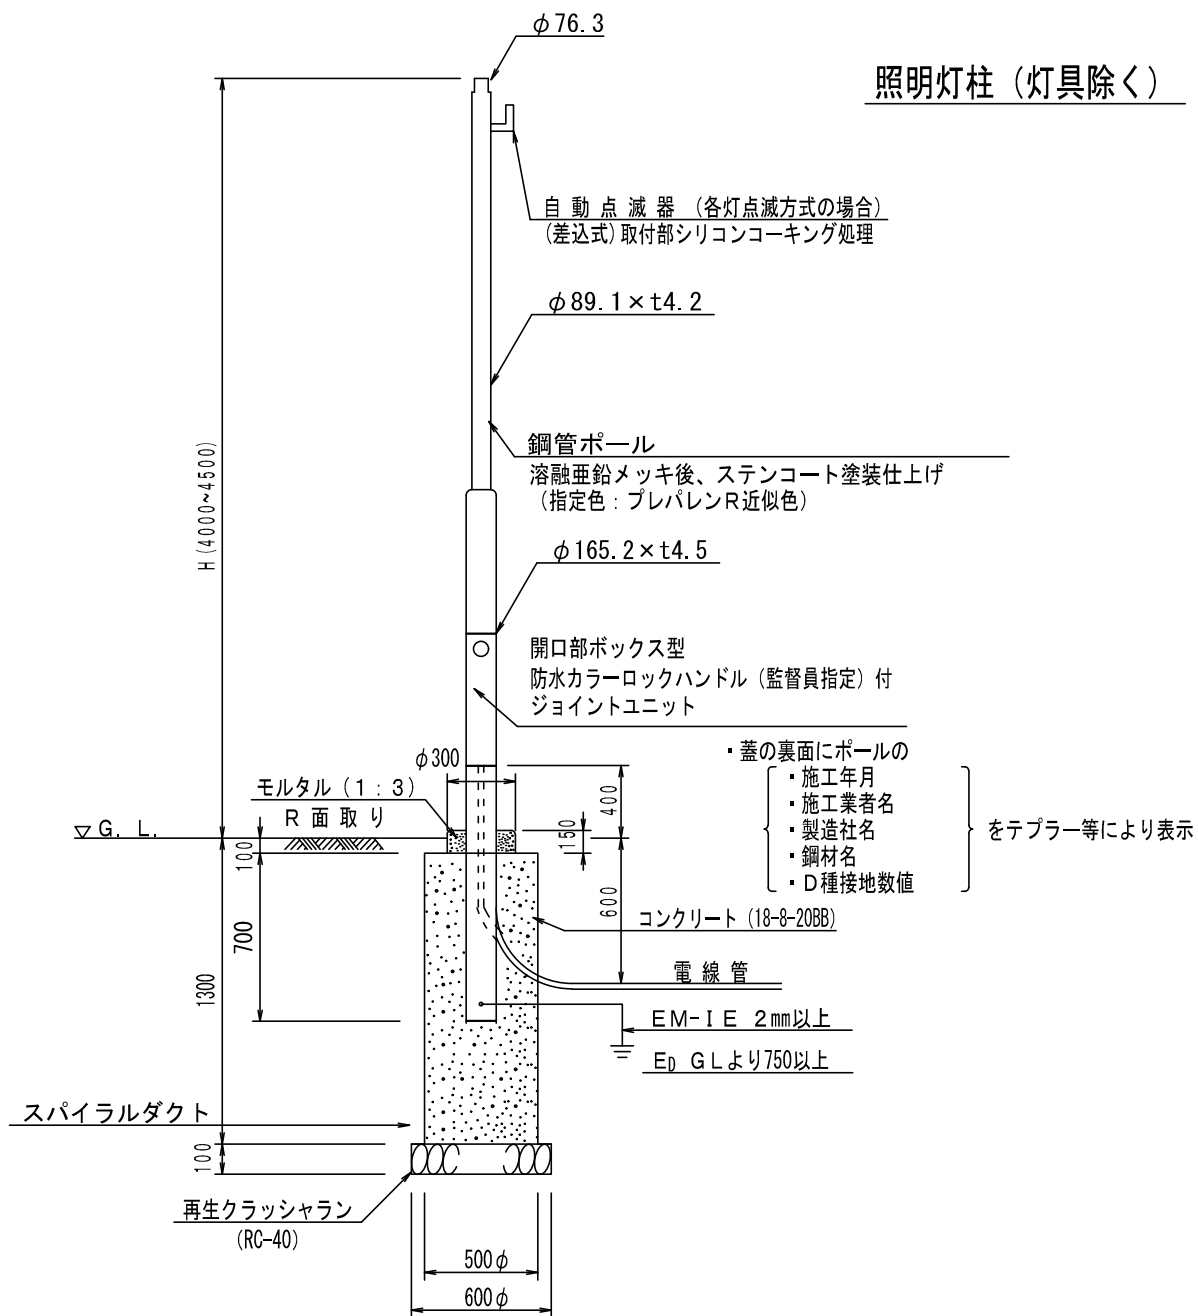 φ76.3
照明灯柱（灯具除く）
自動点滅器（各灯点滅方式の場合）
(差込式)取付部シリコンコーキング処理
φ89.1×t4.2
鋼管ポール
溶融亜鉛メッキ後、ステンコート塗装仕上げ
（指定色：プレパレンR近似色）
H(4000~4500)
φ165.2×t4.5
開口部ボックス型
防水カラーロックハンドル（監督員指定）付
ジョイントユニット
・蓋の裏面にポールの
・施工年月
・施工業者名
・製造社名
・鋼材名
・D種接地数値
をテプラー等により表示
φ300
モルタル（1：3）
R面取り
▽G. L.
400
150
100
600
700
コンクリート(18-8-20BB)
電線管
1300
EM-IE 2mm以上
ED GLより750以上
スパイラルダクト
100
再生クラッシャラン
(RC-40)
500φ
600φ